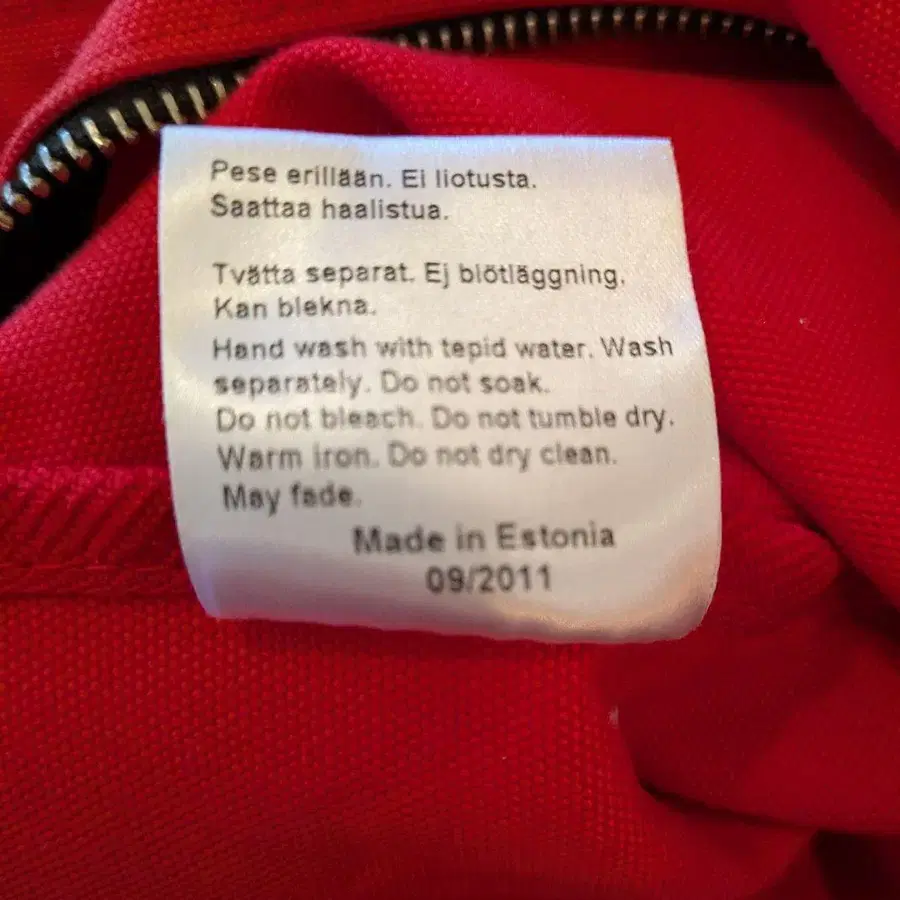 Pese erillään. Ei liotusta.
Saattaa haalistua.
Tvätta separat. Ej blötläggning.
Kan blekna.
Hand wash with tepid water. Wash
separately. Do not soak.
Do not bleach. Do not tumble dry.
Warm iron. Do not dry clean.
May fade.
Made in Estonia
09/2011